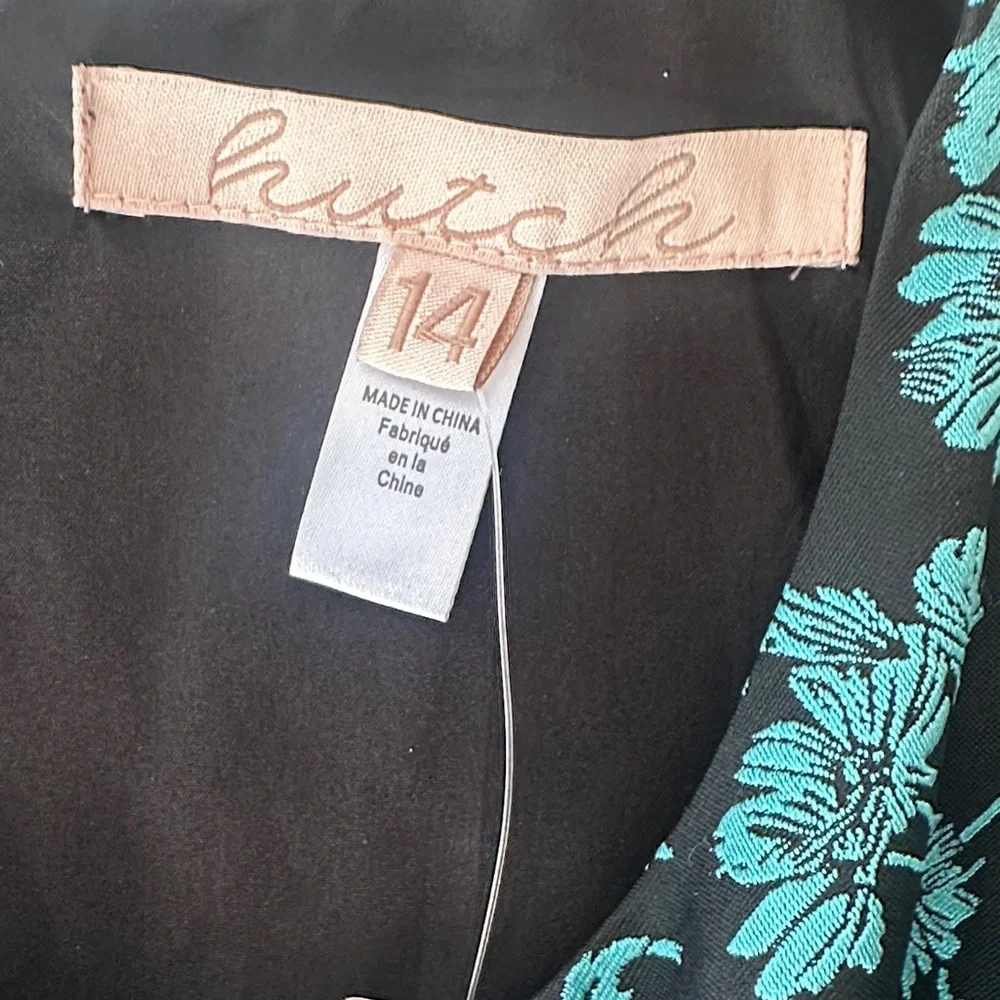 hutch
14
MADE IN CHINA
Fabriqué
en la
Chine